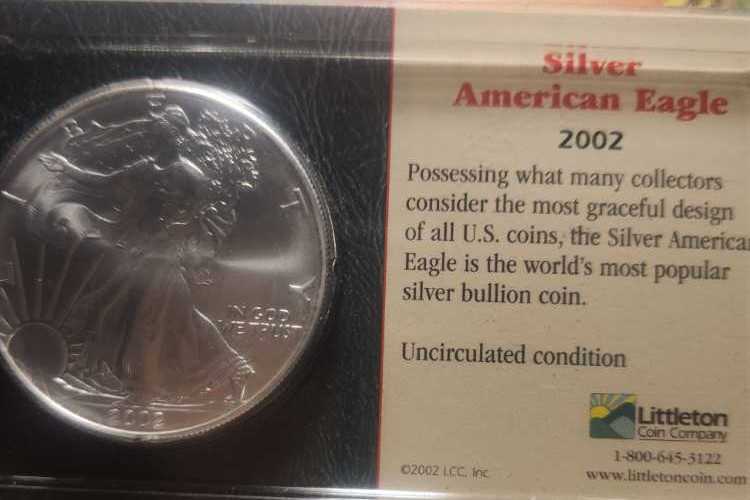 LIBERTY
IN GOD
WE TRUST
2002
Silver
American Eagle
2002
Possessing what many collectors
consider the most graceful design
of all U.S. coins, the Silver America
Eagle is the world's most popular
silver bullion coin.
Uncirculated condition
Littleton
Coin Company
1-800-645-3122
www.littletoncoin.com
©2002 LCC, Inc.